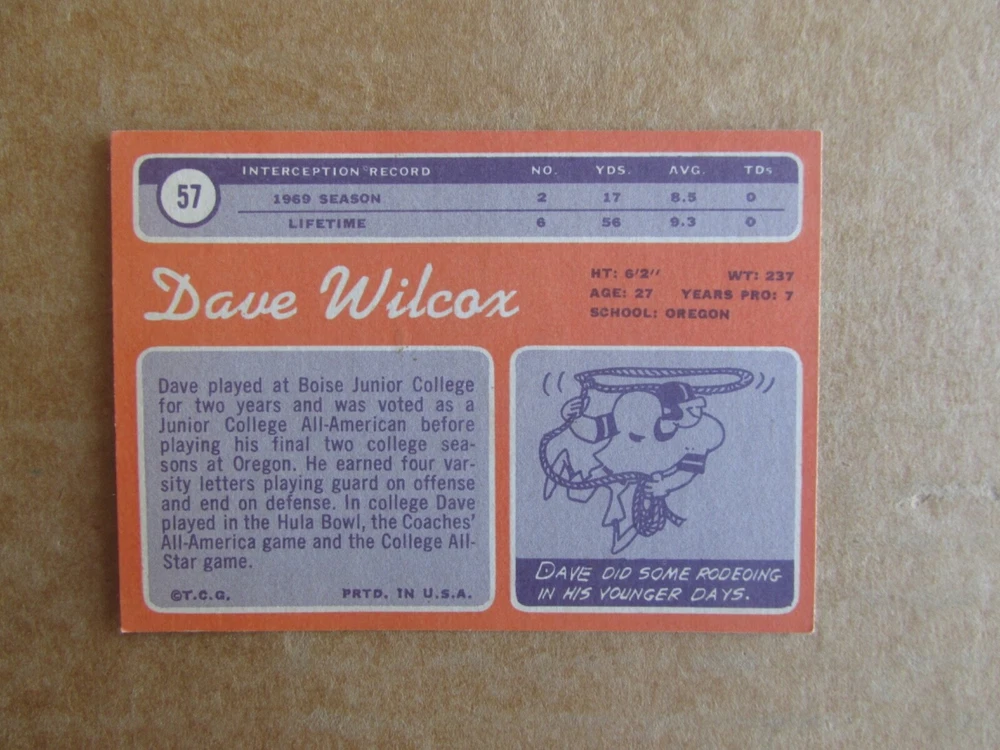 57
INTERCEPTION RECORD NO. YDS. AVG. TDs
1969 SEASON 2 17 8.5 0
LIFETIME 6 56 9.3 0
Dave Wilcox
HT: 6'2" WT: 237
AGE: 27 YEARS PRO: 7
SCHOOL: OREGON
Dave played at Boise Junior College
for two years and was voted as a
Junior College All-American before
playing his final two college sea-
sons at Oregon. He earned four var-
sity letters playing guard on offense
and end on defense. In college Dave
played in the Hula Bowl, the Coaches'
All-America game and the College All-
Star game.
©T.C.G. PRTD. IN U.S.A.
DAVE DID SOME RODEOING
IN HIS YOUNGER DAYS.